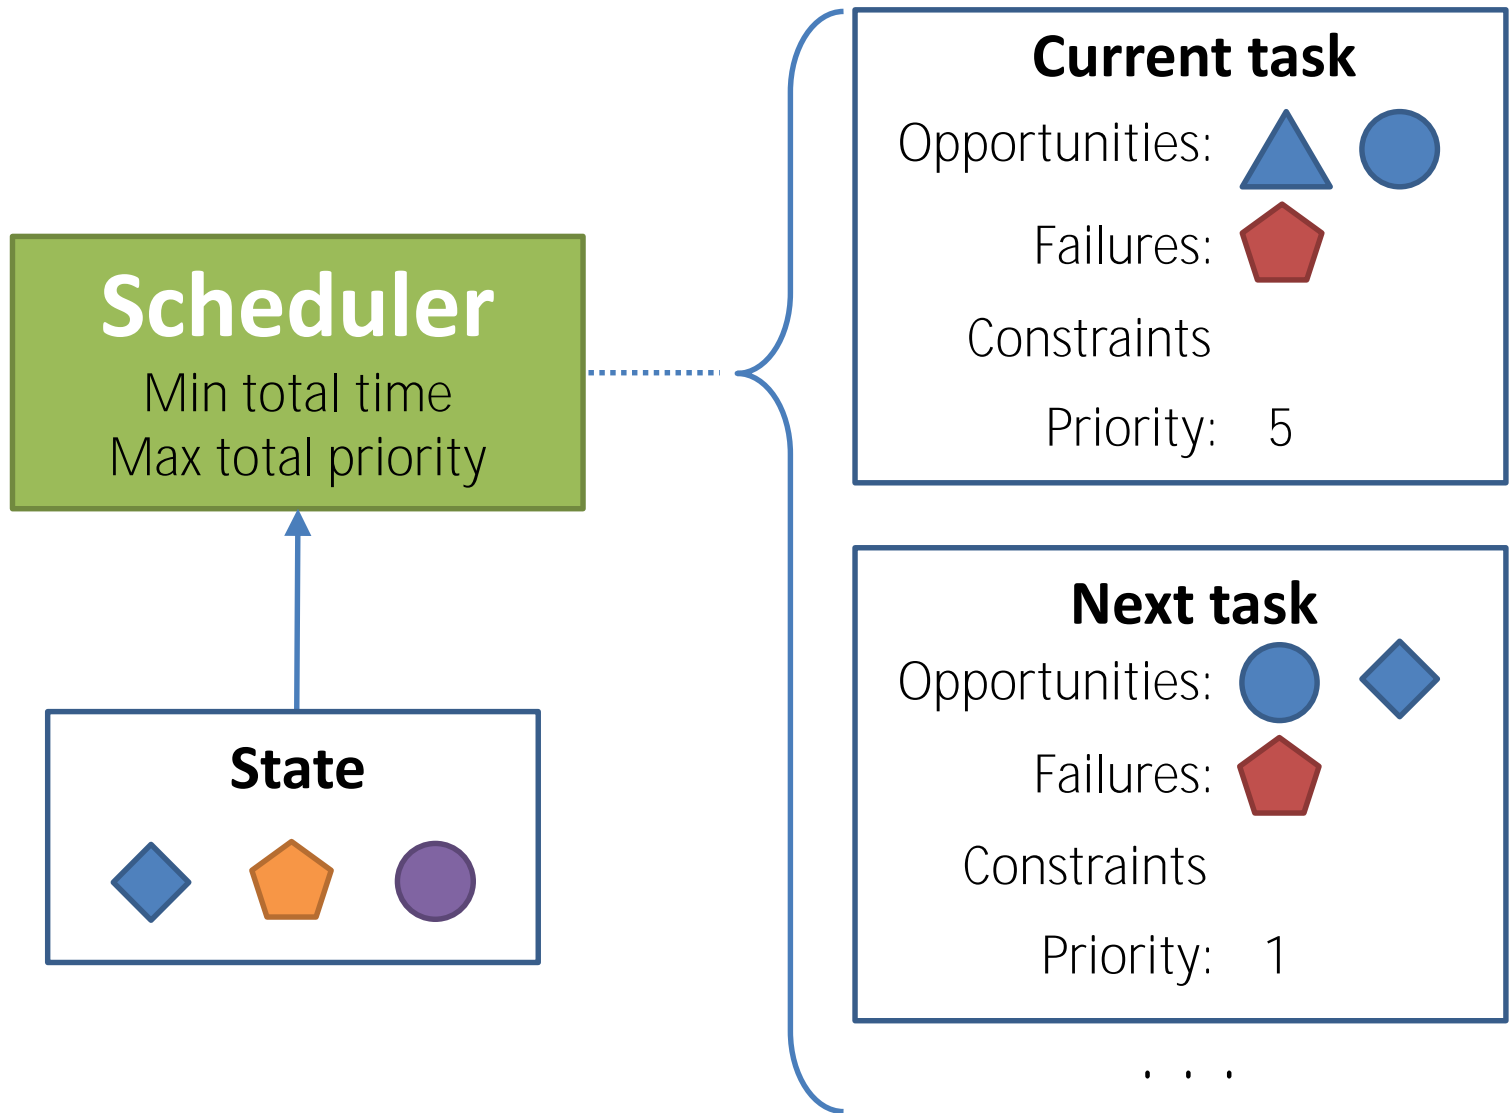 Scheduler
Min total time
Max total priority
State
Current task
Opportunities:
Failures:
Constraints
Priority: 5
Next task
Opportunities:
Failures:
Constraints
Priority: 1
. . .